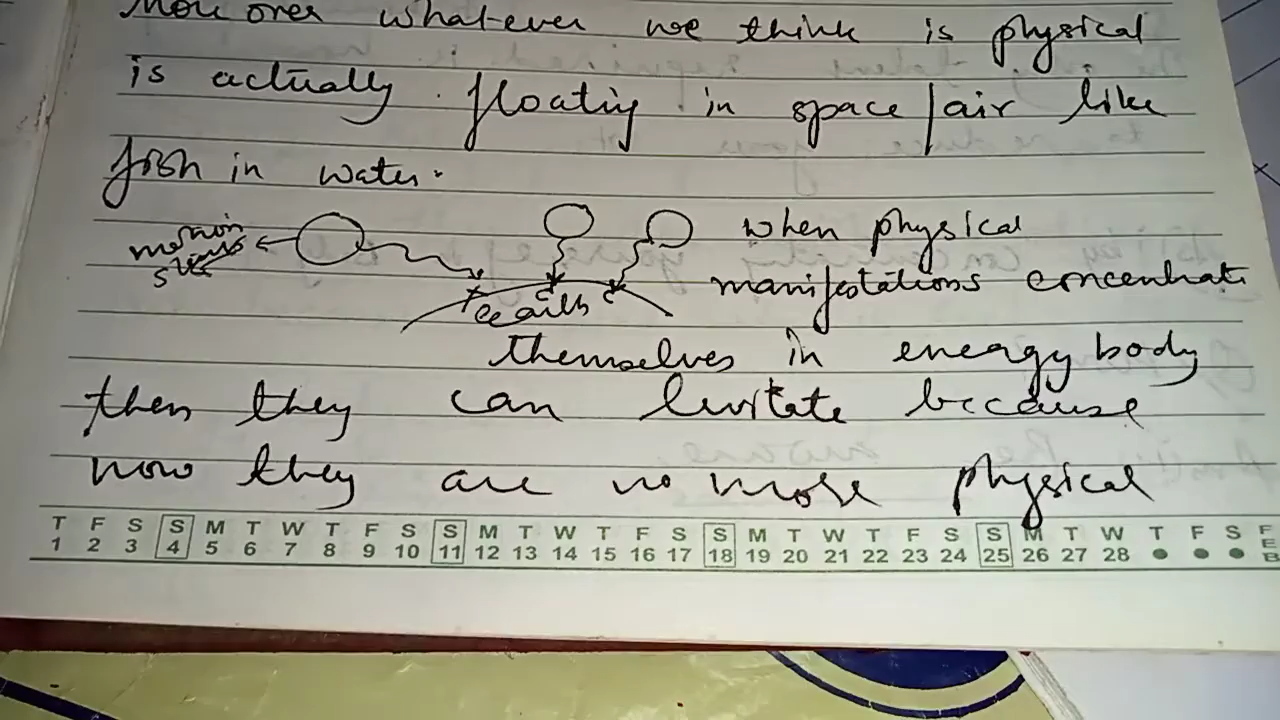 More over whatever we think is physical
is actually floating in space/air like
fish in water.
when physical
manifestations concentrate
earth
themselves in energy body
then they can levitate because
now they are no more physical
T F S S M T W T F S S M T W T F S S M T W T F S S M T W T F S FEB
1 2 3 4 5 6 7 8 9 10 11 12 13 14 15 16 17 18 19 20 21 22 23 24 25 26 27 28